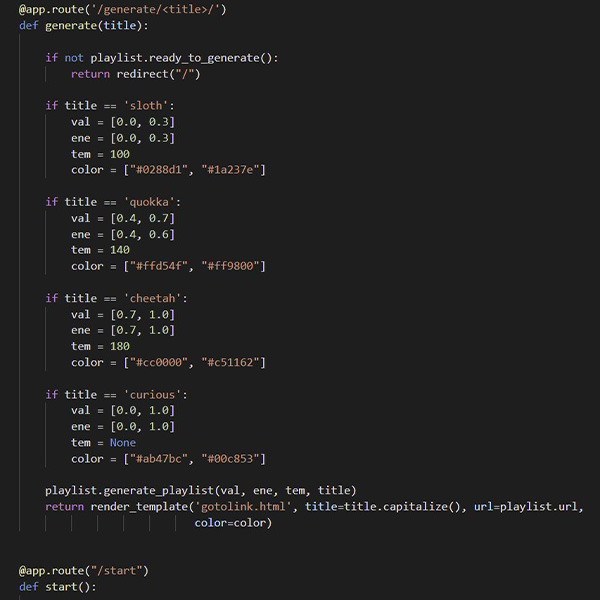 @app.route('/generate/<title>/')
def generate(title):
if not playlist.ready_to_generate():
return redirect("/")
if title == 'sloth':
val = [0.0, 0.3]
ene = [0.0, 0.3]
tem = 100
color = ["#0288d1", "#1a237e"]
if title == 'quokka':
val = [0.4, 0.7]
ene = [0.4, 0.6]
tem = 140
color = ["#ffd54f", "#ff9800"]
if title == 'cheetah':
val = [0.7, 1.0]
ene = [0.7, 1.0]
tem = 180
color = ["#cc0000", "#c51162"]
if title == 'curious':
val = [0.0, 1.0]
ene = [0.0, 1.0]
tem = None
color = ["#ab47bc", "#00c853"]
playlist.generate_playlist(val, ene, tem, title)
return render_template('gotolink.html', title=title.capitalize(), url=playlist.url,
color=color)
@app.route("/start")
def start():